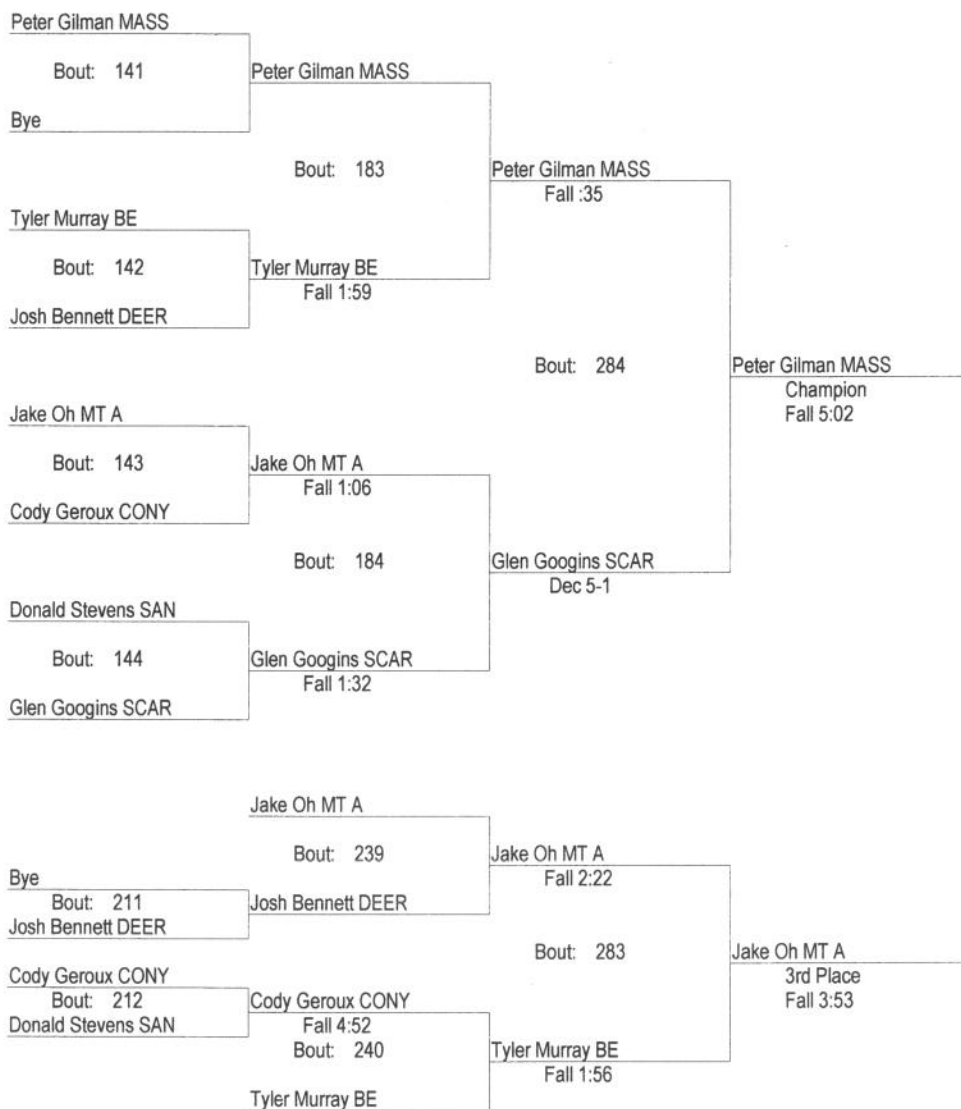 Peter Gilman MASS
Bout: 141
Peter Gilman MASS
Bye
Bout: 183
Peter Gilman MASS
Fall :35
Tyler Murray BE
Bout: 142
Tyler Murray BE
Fall 1:59
Josh Bennett DEER
Bout: 284
Peter Gilman MASS
Champion
Fall 5:02
Jake Oh MT A
Bout: 143
Jake Oh MT A
Fall 1:06
Cody Geroux CONY
Bout: 184
Glen Googins SCAR
Dec 5-1
Donald Stevens SAN
Bout: 144
Glen Googins SCAR
Fall 1:32
Glen Googins SCAR
Jake Oh MT A
Bout: 239
Jake Oh MT A
Fall 2:22
Bye
Bout: 211
Josh Bennett DEER
Josh Bennett DEER
Bout: 283
Jake Oh MT A
3rd Place
Fall 3:53
Cody Geroux CONY
Bout: 212
Cody Geroux CONY
Donald Stevens SAN
Fall 4:52
Bout: 240
Tyler Murray BE
Fall 1:56
Tyler Murray BE